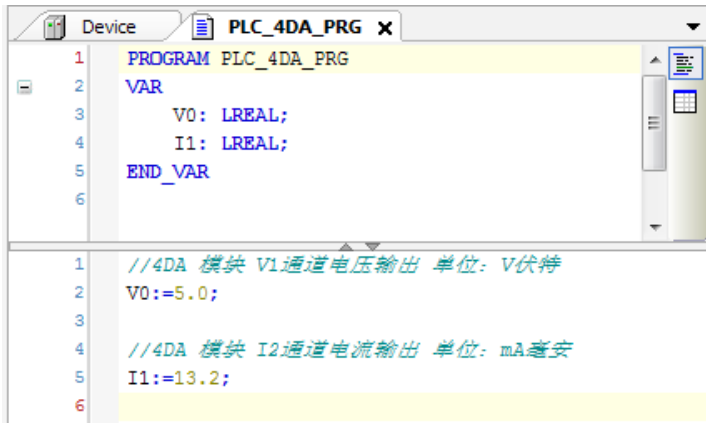 Device
PLC_4DA_PRG
1 PROGRAM PLC_4DA_PRG
2 VAR
3 V0: LREAL;
4 I1: LREAL;
5 END_VAR
6
1 //4DA 模块 V1通道电压输出 单位: V伏特
2 V0:=5.0;
3
4 //4DA 模块 I2通道电流输出 单位: mA毫安
5 I1:=13.2;
6